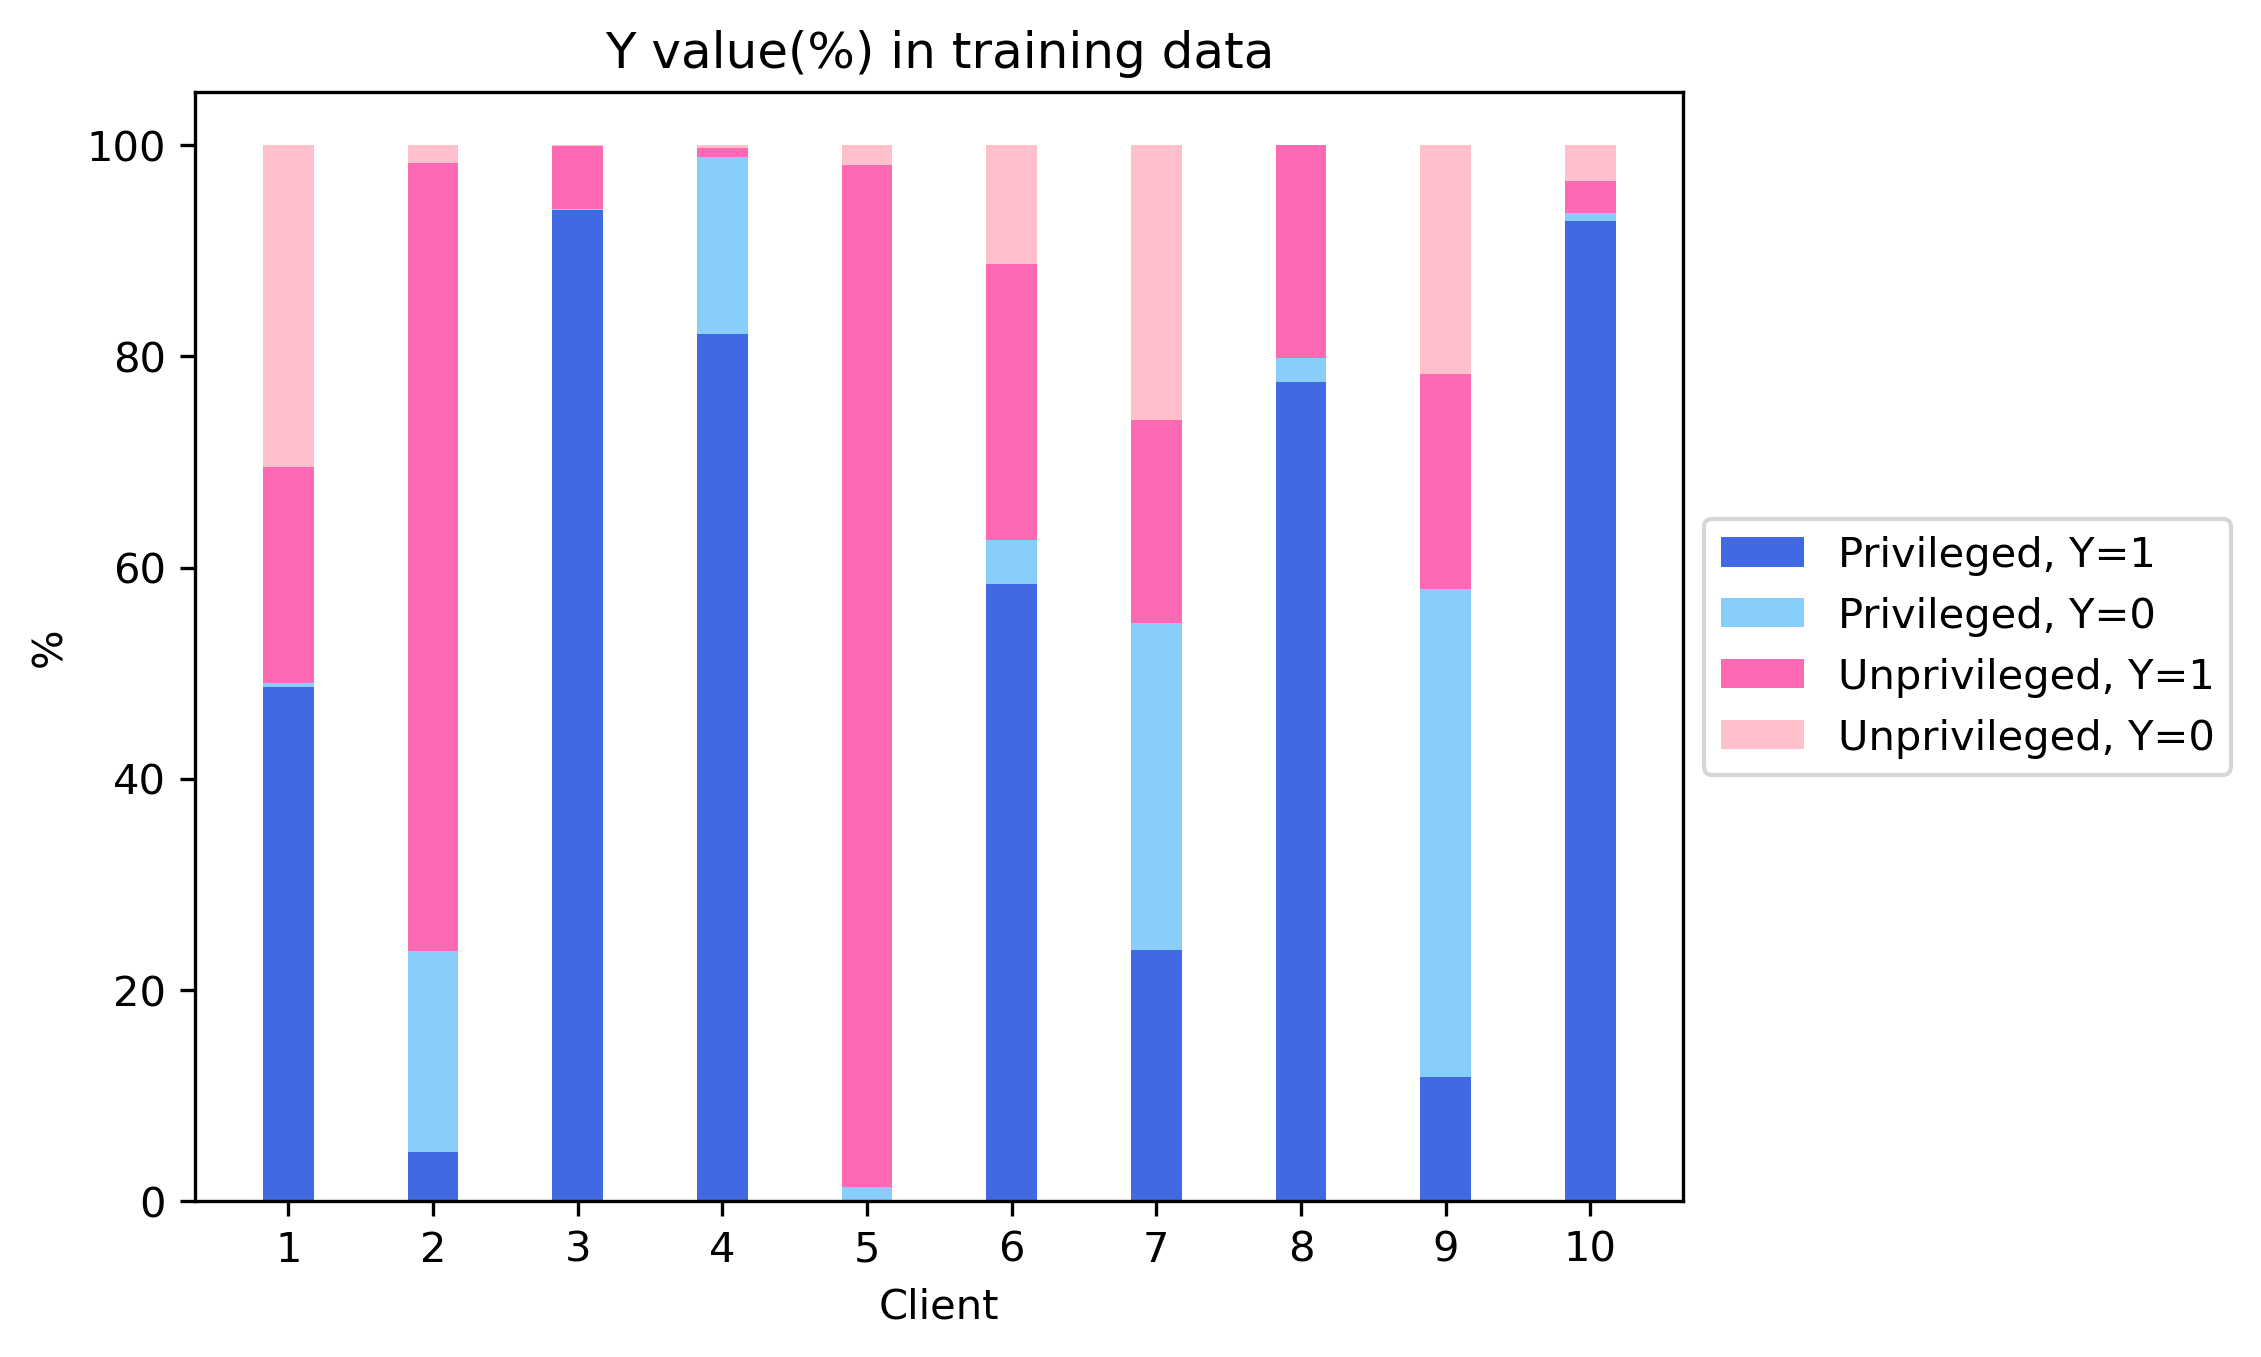 Y value(%) in training data
100
80
60
40
20
0
%
1 2 3 4 5 6 7 8 9 10
Client
Privileged, Y=1
Privileged, Y=0
Unprivileged, Y=1
Unprivileged, Y=0